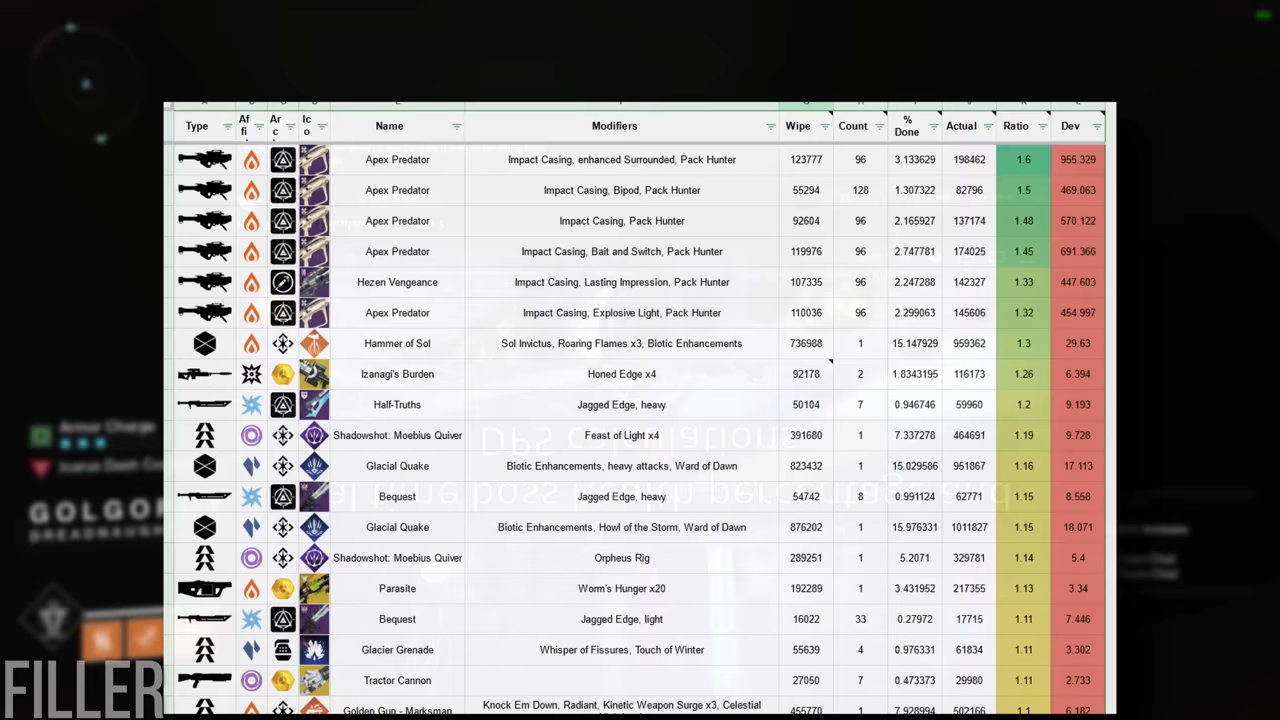 Type Af fi Ar c Ic o Name Modifiers Wipe Count % Done Actual Ratio Dev
Apex Predator Impact Casing, enhanced Surrounded, Pack Hunter 123777 96 3.133629 198462 1.6 955.329
Apex Predator Impact Casing, Bipod, Pack Hunter 55294 128 1.307322 82796 1.5 469.063
Apex Predator Impact Casing, Pack Hunter 92604 96 2.165927 137174 1.48 570.122
Apex Predator Impact Casing, Bait and Switch, Pack Hunter 119976 96 2.747781 174025 1.45 691.366
Hezen Vengeance Impact Casing, Lasting Impression, Pack Hunter 107335 96 2.247288 142327 1.33 447.603
Apex Predator Impact Casing, Explosive Light, Pack Hunter 110036 96 2.299063 145606 1.32 454.997
Hammer of Sol Sol Invictus, Roaring Flames x3, Biotic Enhancements 736988 1 15.147929 959362 1.3 29.63
Izanagi's Burden Honed Edge x4 92178 2 1.8343195 116173 1.26 6.394
Half-Truths Jagged Edge, heavy 50104 7 0.946746 59960 1.2 9.193
Shadowshot: Moebius Quiver Feast of Light x4 391680 1 7.337278 464691 1.19 9.728
Glacial Quake Biotic Enhancements, heavy attacks, Ward of Dawn 823432 1 15.029586 951867 1.16 17.113
Bequest Jagged Edge, heavy 54742 8 0.991124 62771 1.15 8.558
Glacial Quake Biotic Enhancements, Howl of the Storm, Ward of Dawn 876202 1 15.976331 1011827 1.15 18.071
Shadowshot: Moebius Quiver Orpheus Rig 289251 1 5.2071 329781 1.14 5.4
Parasite Worm's Hunger x20 192289 1 3.431952 217355 1.13 3.34
Bequest Jagged Edge, light 16022 33 0.27972 17715 1.11 7.446
Glacier Grenade Whisper of Fissures, Touch of Winter 55639 4 0.976331 61834 1.11 3.302
Tractor Cannon 27050 7 0.473373 29980 1.11 2.733
Golden Gun - Marksman Knock Em Down, Radiant, Kinetic Weapon Surge x3, Celestial 455770 1 7.928994 502166 1.1 6.182
Armor Charge
Icarus Dash
GOLGOR
DREADNAU
FILLER